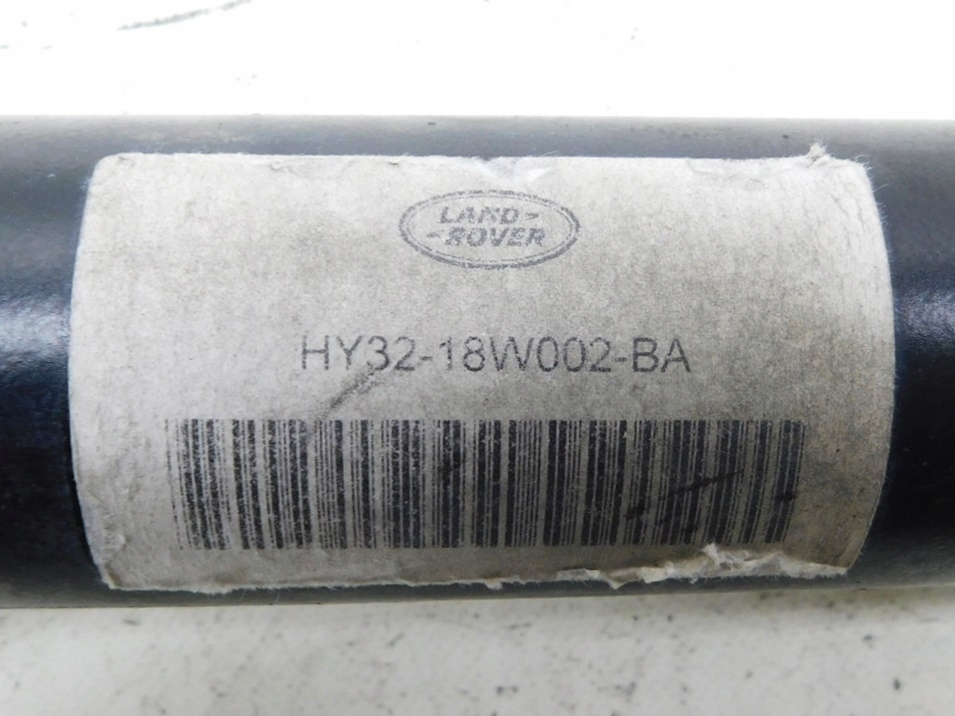 LAND-
-ROVER
HY32-18W002-BA